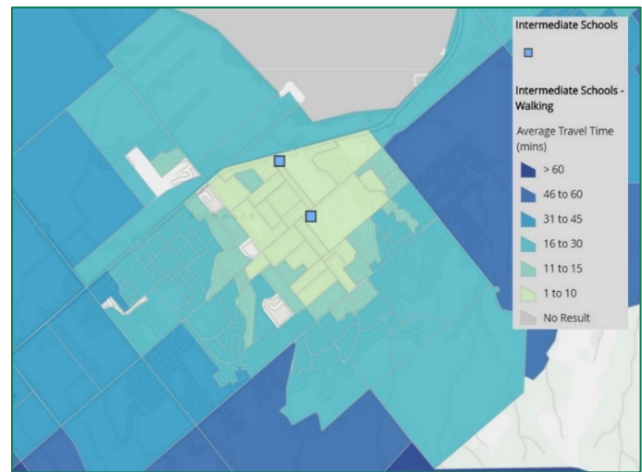 Intermediate Schools
Intermediate Schools -
Walking
Average Travel Time
(mins)
> 60
46 to 60
31 to 45
16 to 30
11 to 15
1 to 10
No Result
Richmond